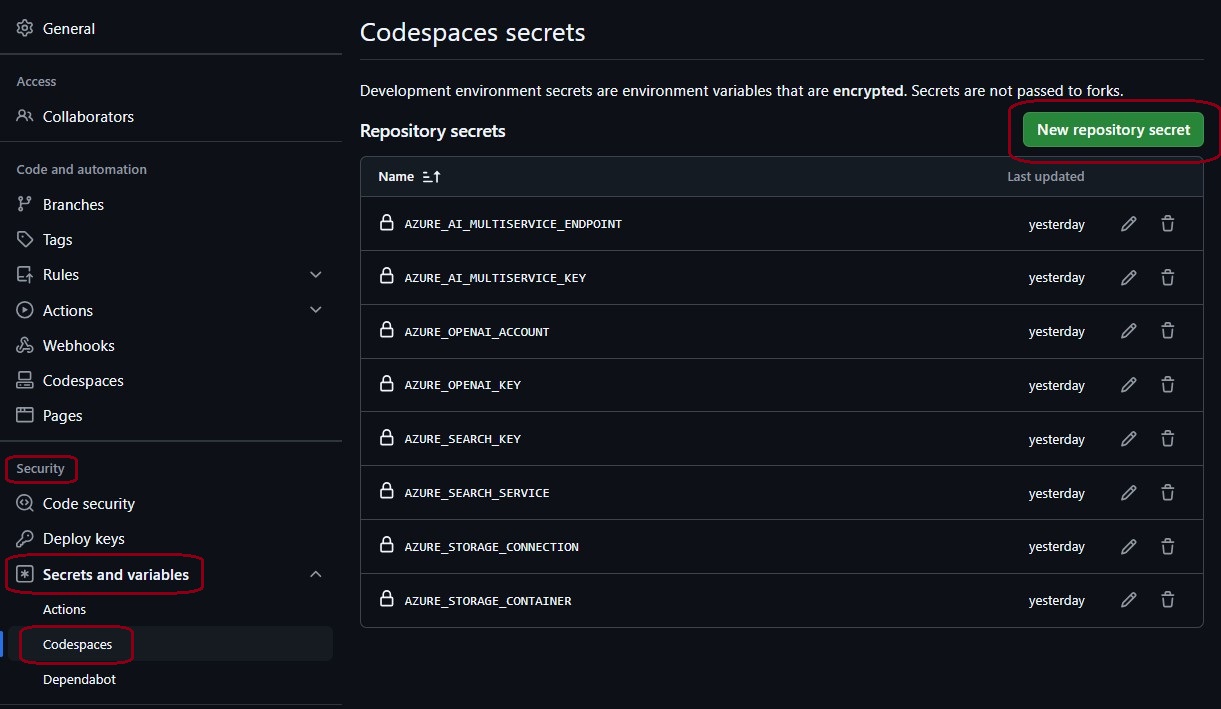 General
Access
Collaborators
Code and automation
Branches
Tags
Rules
Actions
Webhooks
Codespaces
Pages
Security
Code security
Deploy keys
Secrets and variables
Actions
Codespaces
Dependabot
Codespaces secrets
Development environment secrets are environment variables that are encrypted. Secrets are not passed to forks.
Repository secrets
New repository secret
Name Last updated
AZURE_AI_MULTISERVICE_ENDPOINT yesterday
AZURE_AI_MULTISERVICE_KEY yesterday
AZURE_OPENAI_ACCOUNT yesterday
AZURE_OPENAI_KEY yesterday
AZURE_SEARCH_KEY yesterday
AZURE_SEARCH_SERVICE yesterday
AZURE_STORAGE_CONNECTION yesterday
AZURE_STORAGE_CONTAINER yesterday